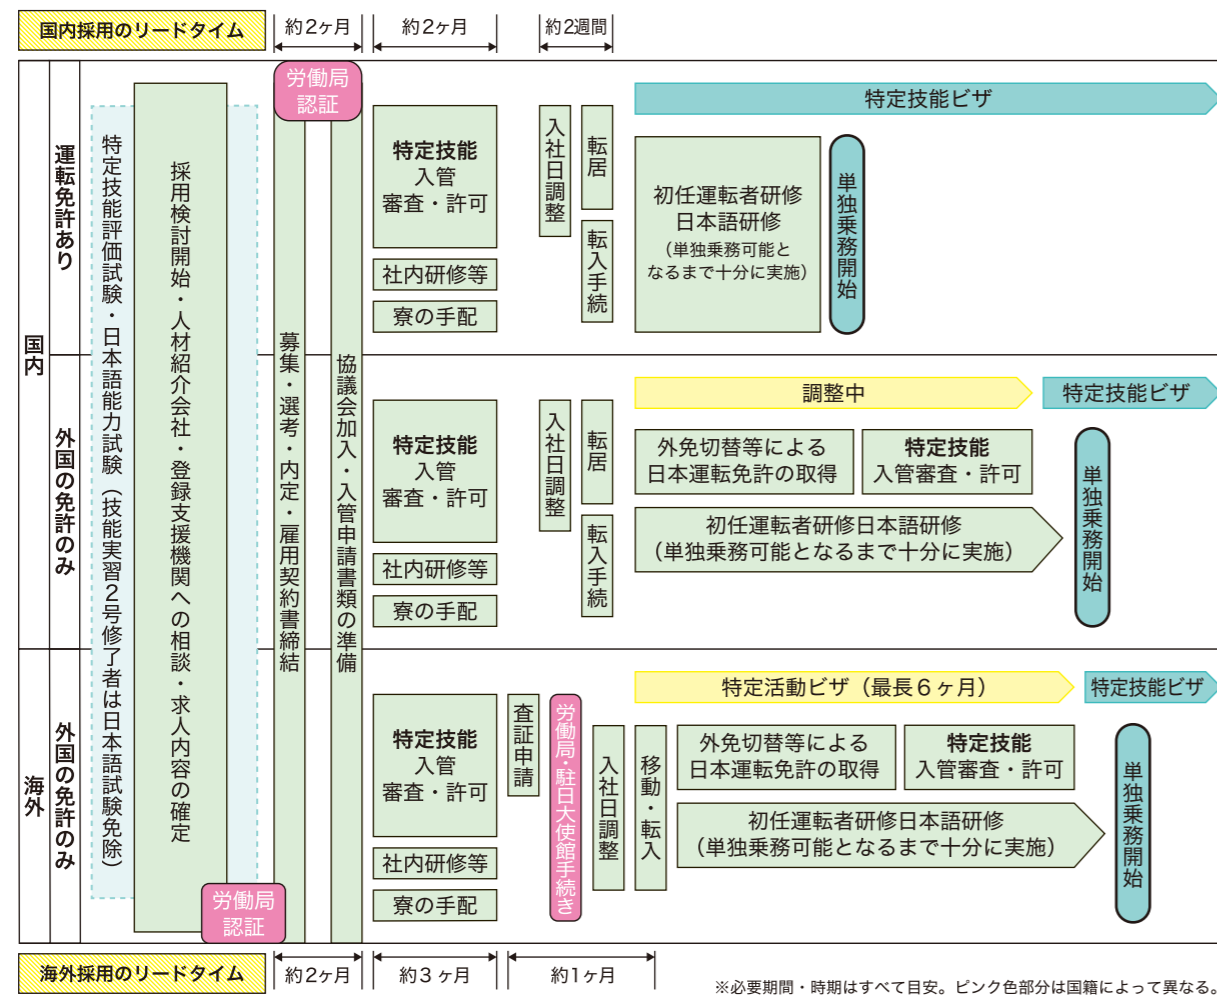 国内採用のリードタイム
約2ヶ月
約2ヶ月
約2週間
国内
運転免許あり
外国の免許のみ
海外
外国の免許のみ
特定技能評価試験・日本語能力試験（技能実習2号修了者は日本語試験免除）
採用検討開始・人材紹介会社・登録支援機関への相談・求人内容の確定
労働局
認証
募集・選考・内定・雇用契約書締結
協議会加入・入管申請書類の準備
労働局
認証
特定技能
入管
審査・許可
社内研修等
寮の手配
入社日調整
転居
転入手続
特定技能ビザ
初任運転者研修
日本語研修
（単独乗務可能と
なるまで十分に実施）
単独乗務開始
特定技能
入管
審査・許可
社内研修等
寮の手配
入社日調整
転居
転入手続
調整中
特定技能ビザ
外免切替等による
日本運転免許の取得
特定技能
入管審査・許可
初任運転者研修日本語研修
（単独乗務可能となるまで十分に実施）
単独乗務開始
特定技能
入管
審査・許可
社内研修等
寮の手配
査証申請
労働局・駐日大使館手続き
入社日調整
移動・転入
特定活動ビザ（最長6ヶ月）
特定技能ビザ
外免切替等による
日本運転免許の取得
特定技能
入管審査・許可
初任運転者研修日本語研修
（単独乗務可能となるまで十分に実施）
単独乗務開始
海外採用のリードタイム
約2ヶ月
約3ヶ月
約1ヶ月
※必要期間・時期はすべて目安。ピンク色部分は国籍によって異なる。